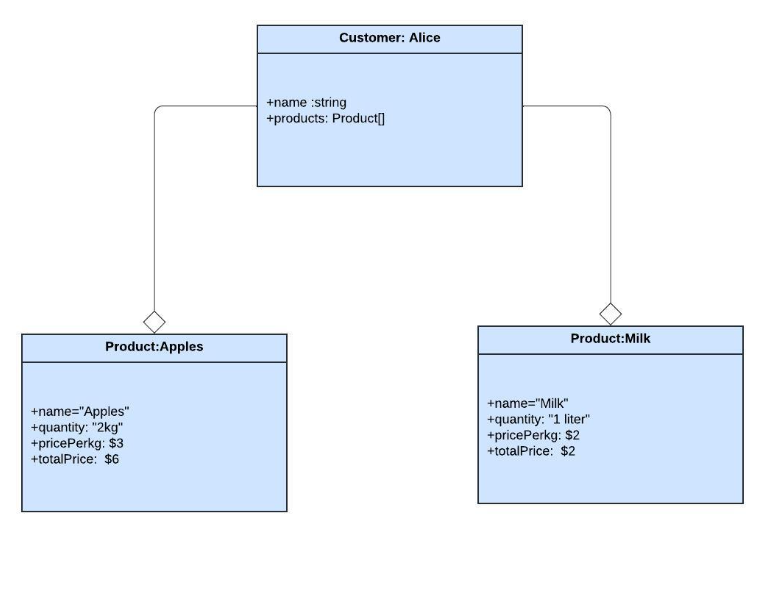 Customer: Alice
+name :string
+products: Product[]
Product:Apples
+name="Apples"
+quantity: "2kg"
+pricePerkg: $3
+totalPrice:  $6
Product:Milk
+name="Milk"
+quantity: "1 liter"
+pricePerkg: $2
+totalPrice:  $2